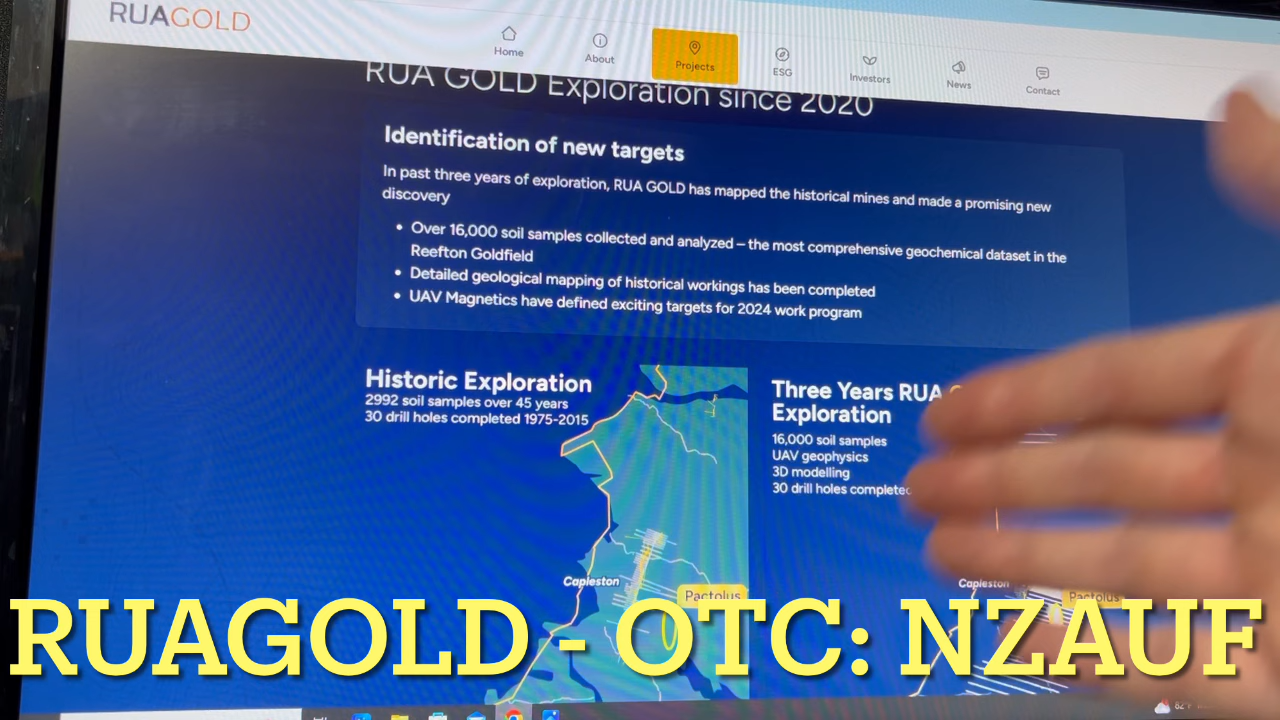 RUAGOLD
Home
About
Projects
ESG
Investors
News
Contact
RUA GOLD Exploration since 2020
Identification of new targets
In past three years of exploration, RUA GOLD has mapped the historical mines and made a promising new
discovery
• Over 16,000 soil samples collected and analyzed – the most comprehensive geochemical dataset in the
Reefton Goldfield
• Detailed geological mapping of historical workings has been completed
• UAV Magnetics have defined exciting targets for 2024 work program
Historic Exploration
2992 soil samples over 45 years
30 drill holes completed 1975-2015
Capleston
Pactolus
Three Years RUA
Exploration
16,000 soil samples
UAV geophysics
3D modelling
30 drill holes completed
Capleston
Pactolus
RUAGOLD - OTC: NZAUF